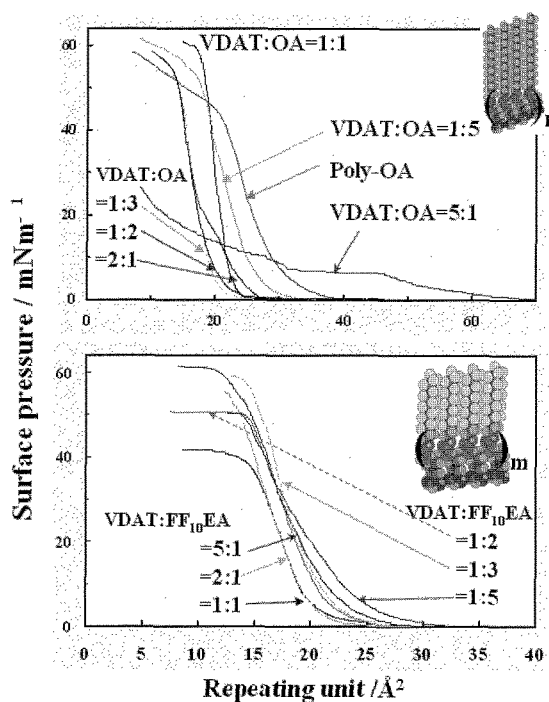 Surface pressure / mNm⁻¹
60
40
20
0
VDAT:OA=1:1
VDAT:OA=1:5
Poly-OA
VDAT:OA=5:1
VDAT:OA
=1:3
=1:2
=2:1
0 20 40 60
60
40
20
0
m
VDAT:FF₁₀EA
=5:1
=2:1
=1:1
VDAT:FF₁₀EA
=1:2
=1:3
=1:5
0 5 10 15 20 25 30 35 40
Repeating unit /Å²